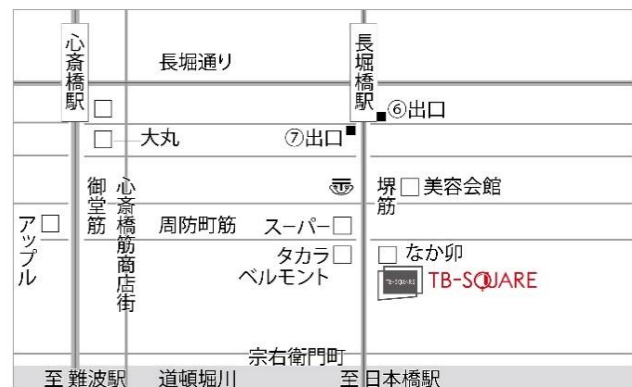 心斎橋駅
長堀通り
長堀橋駅
⑥出口
大丸
⑦出口
御堂筋
心斎橋筋商店街
堺筋
美容会館
アップル
周防町筋
スーパー
タカラ
ベルモント
なか卯
TB-SQUARE
TB-SQUARE
宗右衛門町
至 難波駅
道頓堀川
至 日本橋駅